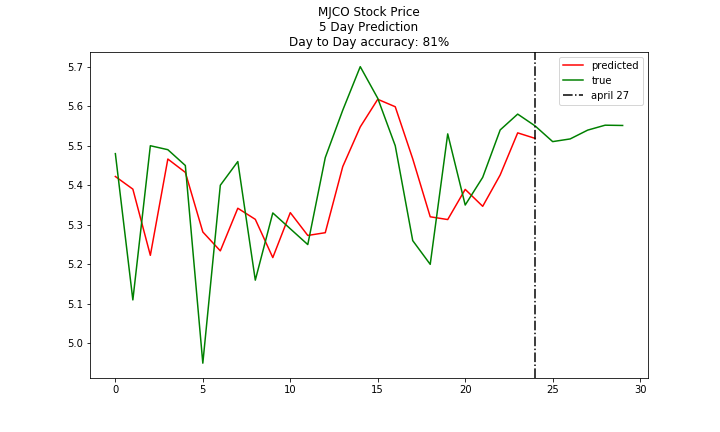 MJCO Stock Price
5 Day Prediction
Day to Day accuracy: 81%
predicted
true
april 27
5.7
5.6
5.5
5.4
5.3
5.2
5.1
5.0
0 5 10 15 20 25 30